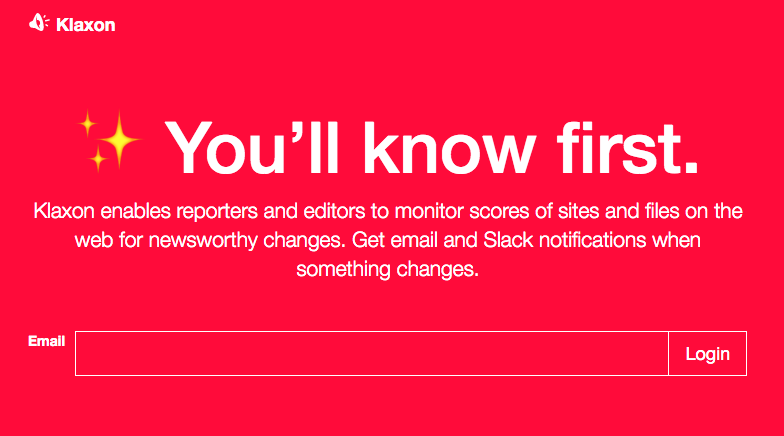 Klaxon
You’ll know first.
Klaxon enables reporters and editors to monitor scores of sites and files on the
web for newsworthy changes. Get email and Slack notifications when
something changes.
Email
Login